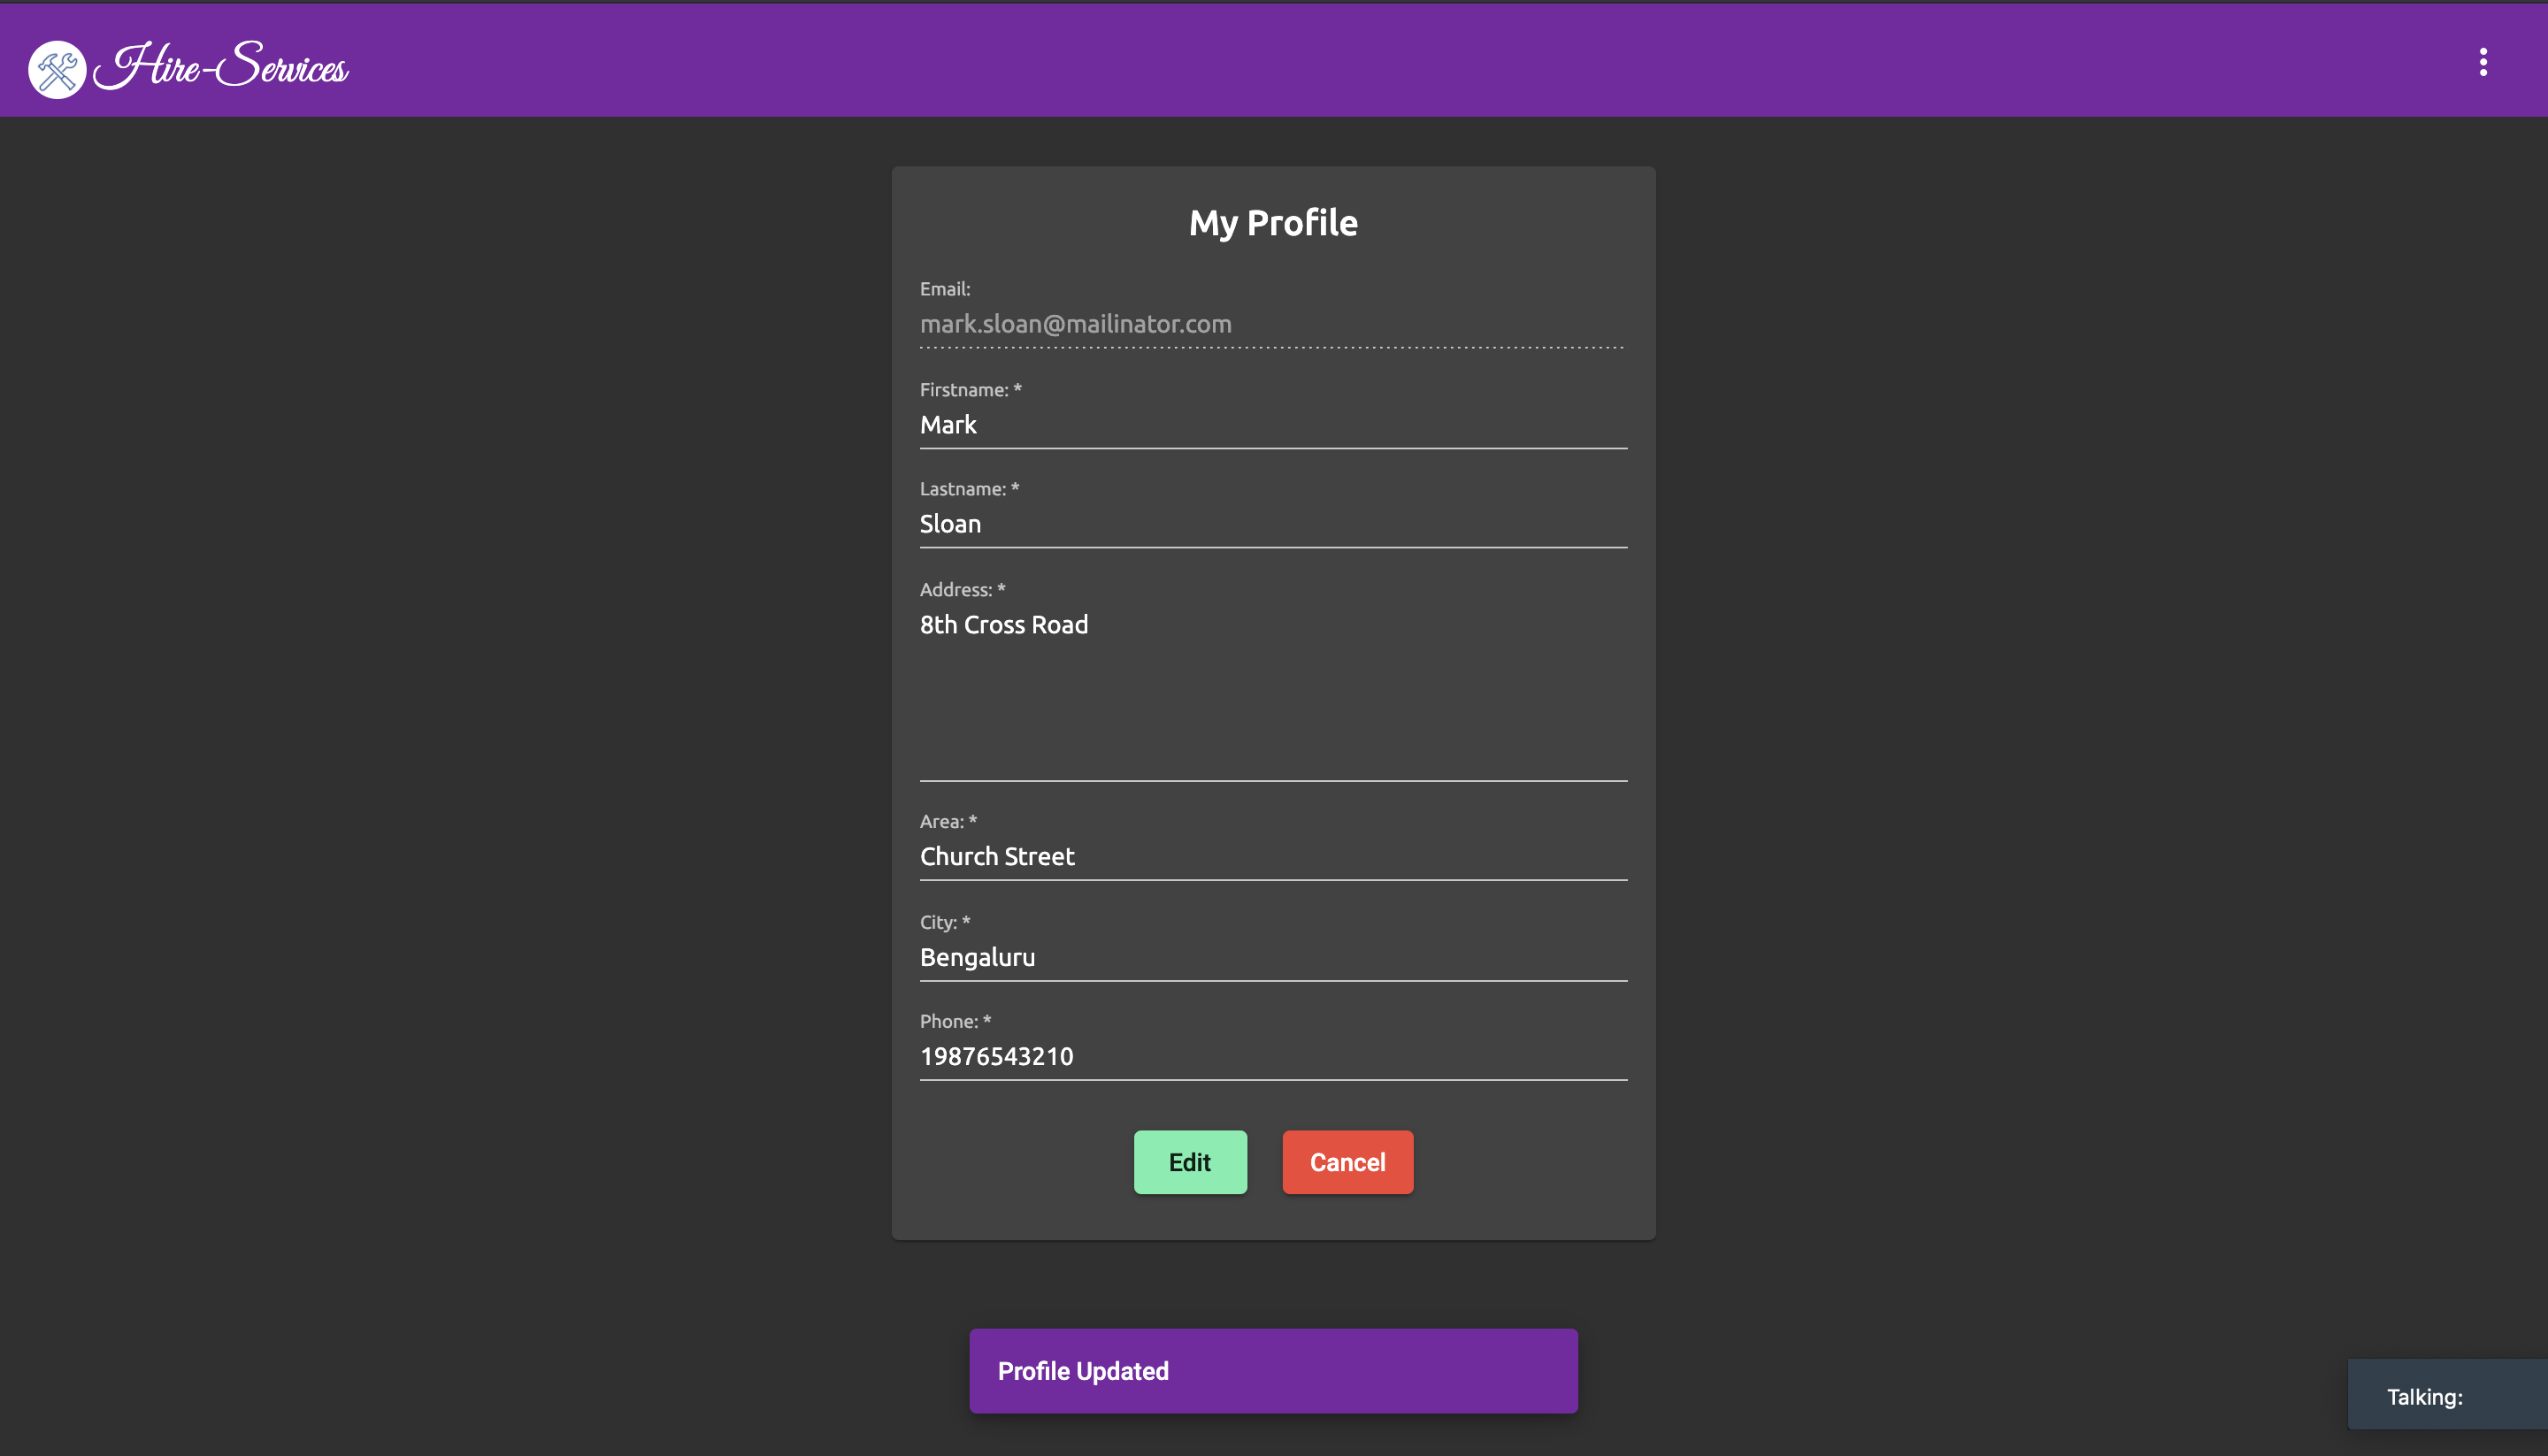 Hire-Services
My Profile
Email:
mark.sloan@mailinator.com
Firstname: *
Mark
Lastname: *
Sloan
Address: *
8th Cross Road
Area: *
Church Street
City: *
Bengaluru
Phone: *
19876543210
Edit Cancel
Profile Updated
Talking: